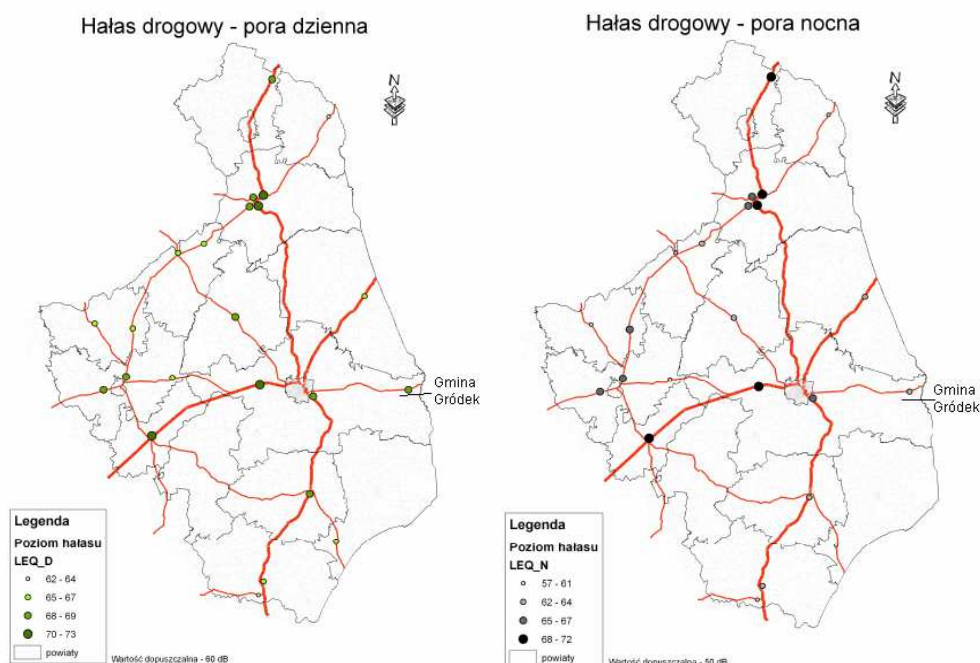 Hałas drogowy - pora dzienna
N
Gmina
Gródek
Legenda
Poziom hałasu
LEQ_D
62 - 64
65 - 67
68 - 69
70 - 73
powiaty
Wartość dopuszczalna - 60 dB
Hałas drogowy - pora nocna
N
Gmina
Gródek
Legenda
Poziom hałasu
LEQ_N
57 - 61
62 - 64
65 - 67
68 - 72
powiaty
Wartość dopuszczalna - 50 dB